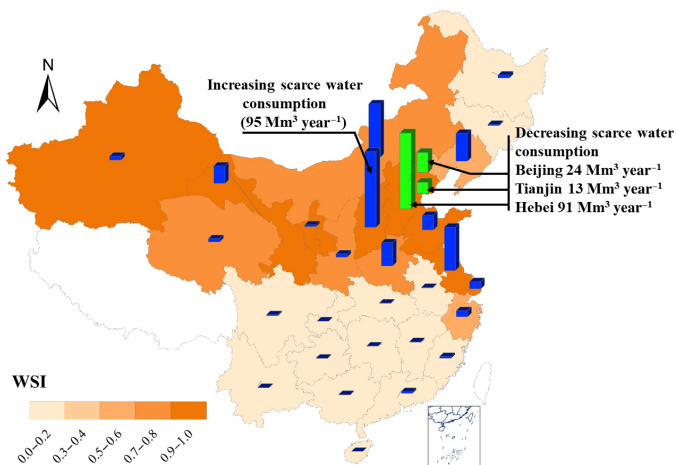 N
Increasing scarce water
consumption
(95 Mm³ year⁻¹)
Decreasing scarce water
consumption
Beijing 24 Mm³ year⁻¹
Tianjin 13 Mm³ year⁻¹
Hebei 91 Mm³ year⁻¹
WSI
0.0–0.2
0.3–0.4
0.5–0.6
0.7–0.8
0.9–1.0